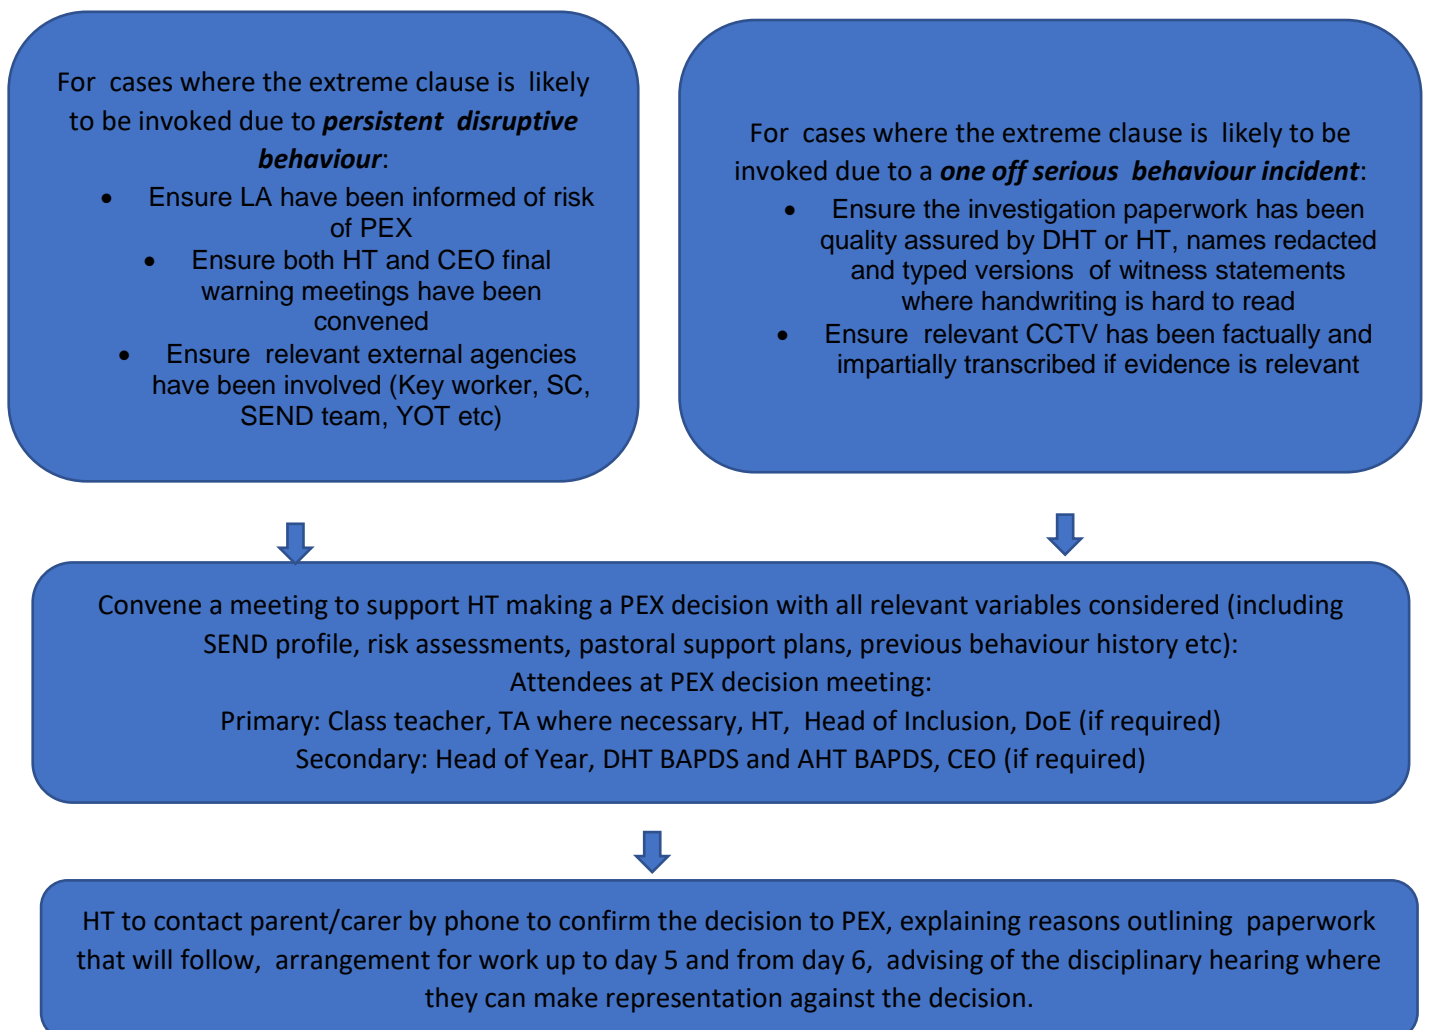 For cases where the extreme clause is likely
to be invoked due to persistent disruptive
behaviour:
• Ensure LA have been informed of risk
of PEX
• Ensure both HT and CEO final
warning meetings have been
convened
• Ensure relevant external agencies
have been involved (Key worker, SC,
SEND team, YOT etc)
For cases where the extreme clause is likely to be
invoked due to a one off serious behaviour incident:
• Ensure the investigation paperwork has been
quality assured by DHT or HT, names redacted
and typed versions of witness statements
where handwriting is hard to read
• Ensure relevant CCTV has been factually and
impartially transcribed if evidence is relevant
Convene a meeting to support HT making a PEX decision with all relevant variables considered (including
SEND profile, risk assessments, pastoral support plans, previous behaviour history etc):
Attendees at PEX decision meeting:
Primary: Class teacher, TA where necessary, HT, Head of Inclusion, DoE (if required)
Secondary: Head of Year, DHT BAPDS and AHT BAPDS, CEO (if required)
HT to contact parent/carer by phone to confirm the decision to PEX, explaining reasons outlining paperwork
that will follow, arrangement for work up to day 5 and from day 6, advising of the disciplinary hearing where
they can make representation against the decision.